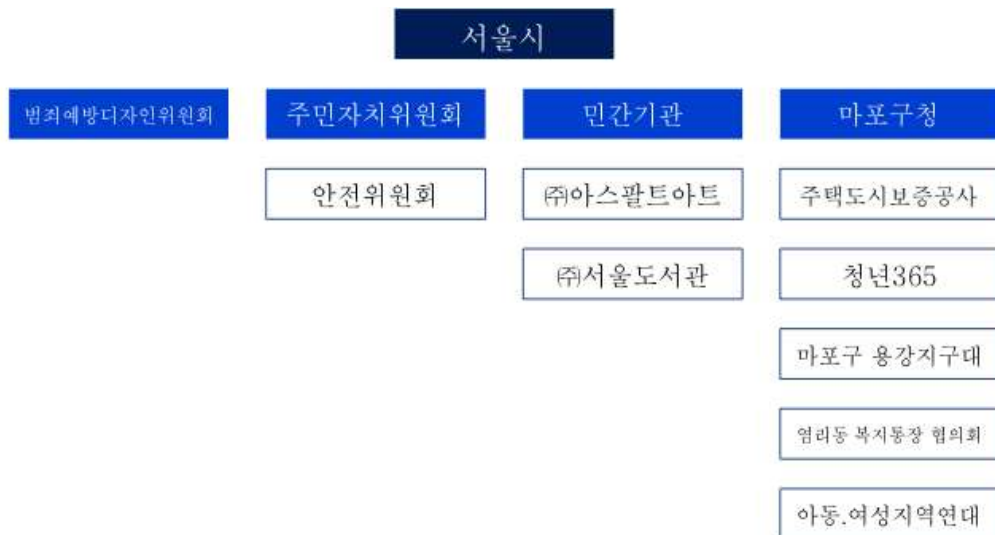 서울시
범죄예방디자인위원회
주민자치위원회
민간기관
마포구청
안전위원회
㈜아스팔트아트
주택도시보증공사
㈜서울도서관
청년365
마포구 용강지구대
염리동 복지통장 협의회
아동.여성지역연대